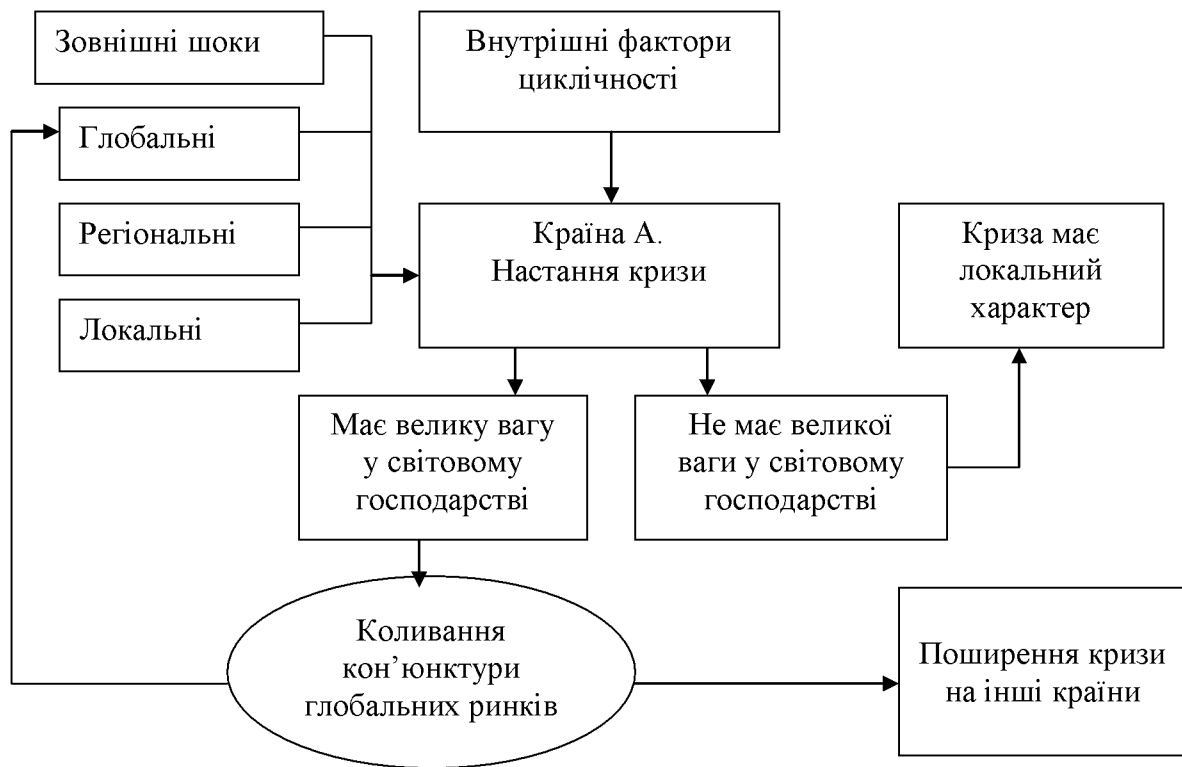 Зовнішні шоки
Глобальні
Регіональні
Локальні
Внутрішні фактори
циклічності
Країна А.
Настання кризи
Криза має
локальний
характер
Має велику вагу
у світовому
господарстві
Не має великої
ваги у світовому
господарстві
Коливання
кон’юнктури
глобальних ринків
Поширення кризи
на інші країни